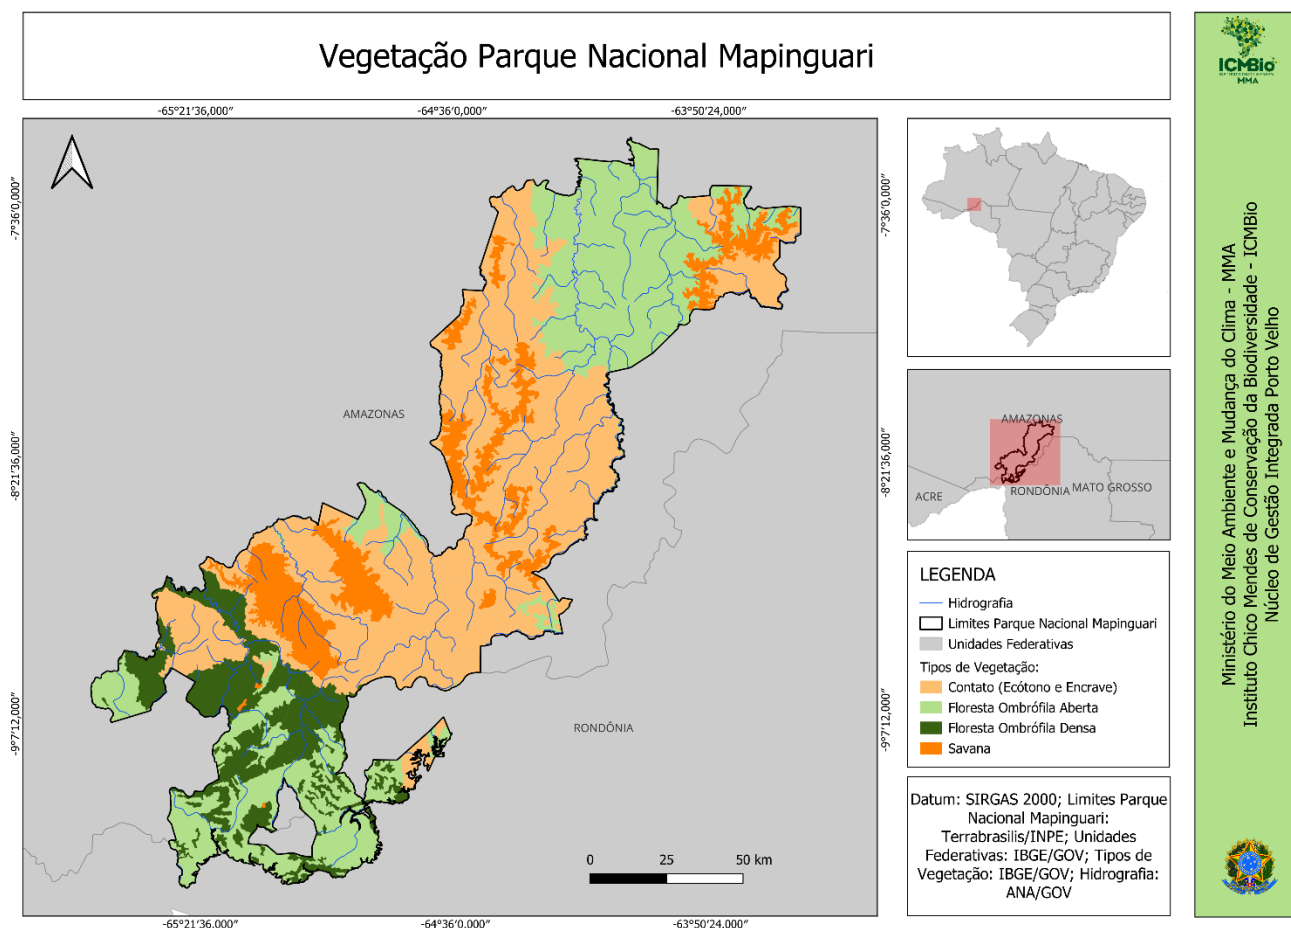 Vegetação Parque Nacional Mapinguari
-65°21'36,000"
-64°36'0,000"
-63°50'24,000"
-7°36'0,000"
-8°21'36,000"
-9°7'12,000"
AMAZONAS
RONDÔNIA
0 25 50 km
-7°36'0,000"
-8°21'36,000"
-9°7'12,000"
-65°21'36,000"
-64°36'0,000"
-63°50'24,000"
AMAZONAS
ACRE
RONDÔNIA
MATO GROSSO
LEGENDA
Hidrografia
Limites Parque Nacional Mapinguari
Unidades Federativas
Tipos de Vegetação:
Contato (Ecótono e Encrave)
Floresta Ombrófila Aberta
Floresta Ombrófila Densa
Savana
Datum: SIRGAS 2000; Limites Parque
Nacional Mapinguari:
Terrabrasilis/INPE; Unidades
Federativas: IBGE/GOV; Tipos de
Vegetação: IBGE/GOV; Hidrografia:
ANA/GOV
ICMBio
MMA
Ministério do Meio Ambiente e Mudança do Clima - MMA
Instituto Chico Mendes de Conservação da Biodiversidade - ICMBio
Núcleo de Gestão Integrada Porto Velho